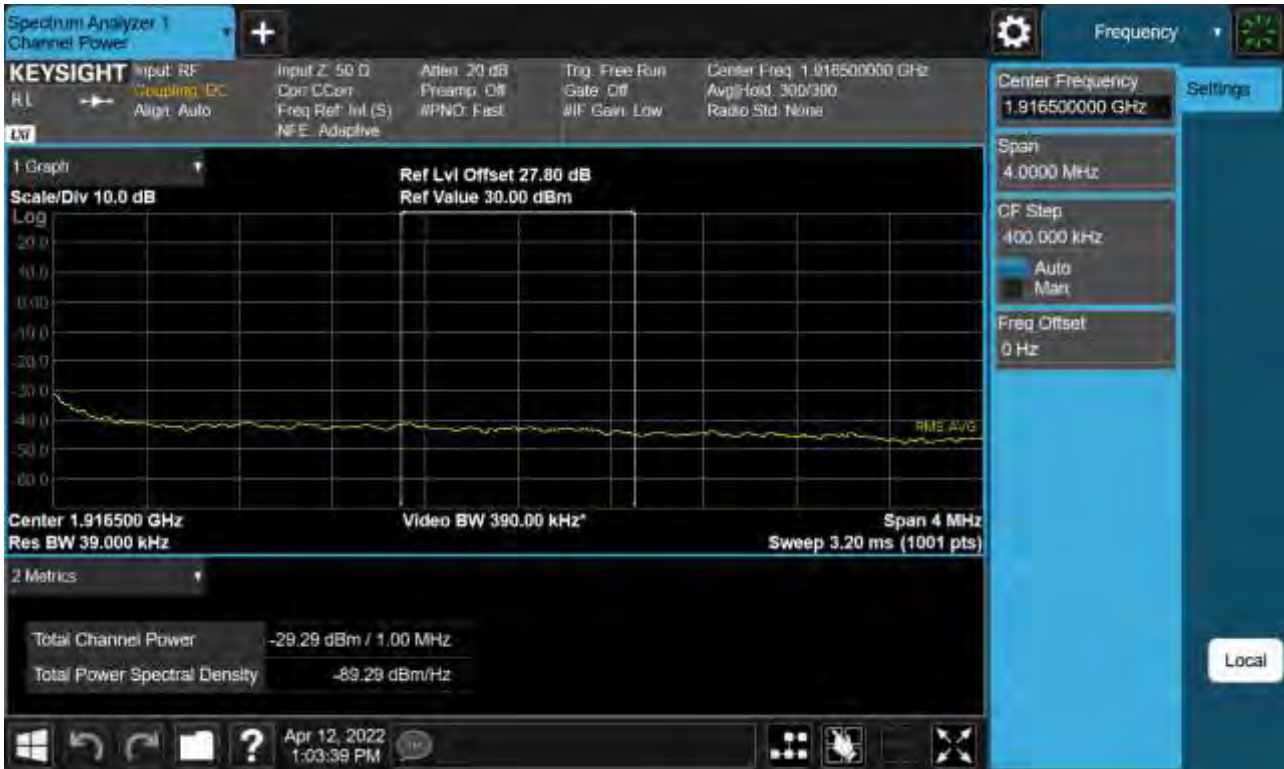 Spectrum Analyzer 1
Channel Power
+
Frequency
KEYSIGHT
RL
LXI
Input: RF
Coupling: DC
Align: Auto
Input Z: 50 Ω
Corr CCorr
Freq Ref: Int (S)
NFE: Adaptive
Atten: 20 dB
Preamp: Off
#PNO: Fast
Trig: Free Run
Gate: Off
#IF Gain: Low
Center Freq: 1.916500000 GHz
Avg|Hold: 300/300
Radio Std: None
Center Frequency
1.916500000 GHz
Settings
Span
4.0000 MHz
CF Step
400.000 kHz
Auto
Man
Freq Offset
0 Hz
1 Graph
Scale/Div 10.0 dB
Ref Lvl Offset 27.80 dB
Ref Value 30.00 dBm
Log
20.0
10.0
0.00
-10.0
-20.0
-30.0
-40.0
-50.0
-60.0
RMS AVG
Center 1.916500 GHz
Video BW 390.00 kHz*
Span 4 MHz
Res BW 39.000 kHz
Sweep 3.20 ms (1001 pts)
2 Metrics
Total Channel Power
-29.29 dBm / 1.00 MHz
Total Power Spectral Density
-89.29 dBm/Hz
Local
?
Apr 12, 2022
1:03:39 PM